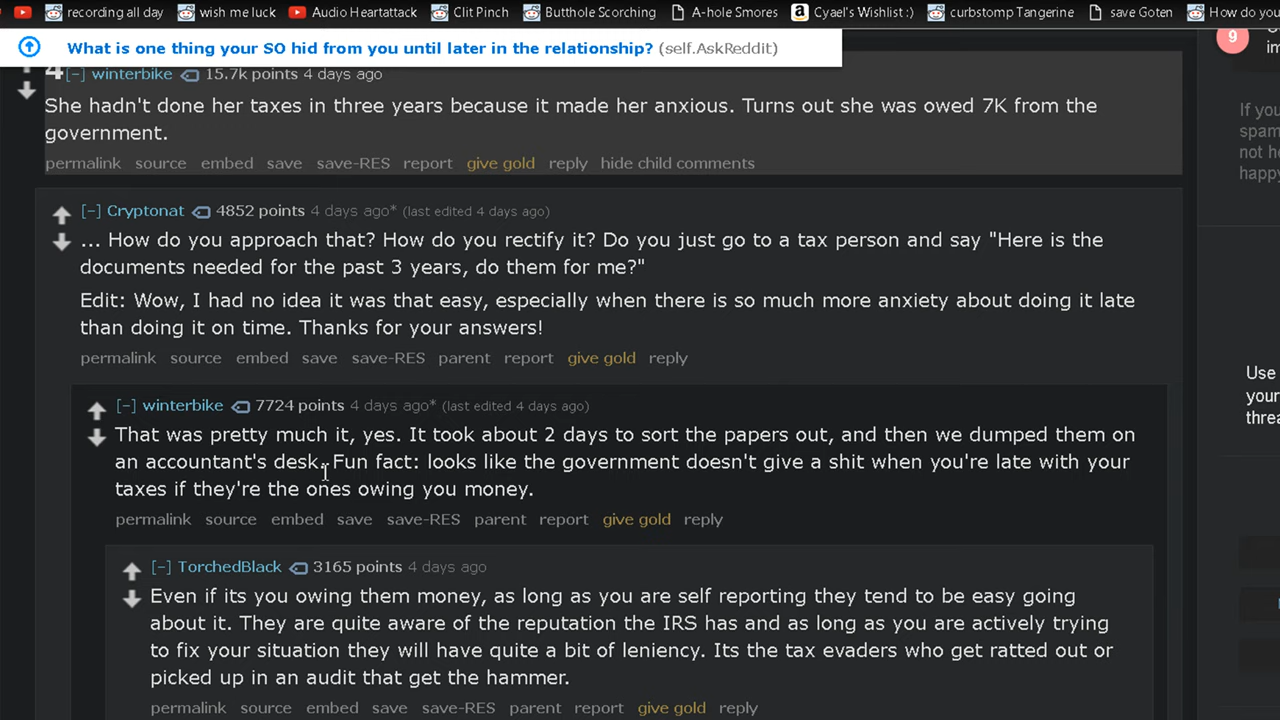 recording all day wish me luck Audio Heartattack Clit Pinch Butthole Scorching A-hole Smores Cyael's Wishlist :) curbstomp Tangerine save Goten How do you
What is one thing your SO hid from you until later in the relationship? (self.AskReddit)
9
[-] winterbike 15.7k points 4 days ago
She hadn't done her taxes in three years because it made her anxious. Turns out she was owed 7K from the
government.
permalink source embed save save-RES report give gold reply hide child comments
[-] Cryptonat 4852 points 4 days ago* (last edited 4 days ago)
... How do you approach that? How do you rectify it? Do you just go to a tax person and say "Here is the
documents needed for the past 3 years, do them for me?"
Edit: Wow, I had no idea it was that easy, especially when there is so much more anxiety about doing it late
than doing it on time. Thanks for your answers!
permalink source embed save save-RES parent report give gold reply
[-] winterbike 7724 points 4 days ago* (last edited 4 days ago)
That was pretty much it, yes. It took about 2 days to sort the papers out, and then we dumped them on
an accountant's desk. Fun fact: looks like the government doesn't give a shit when you're late with your
taxes if they're the ones owing you money.
permalink source embed save save-RES parent report give gold reply
[-] TorchedBlack 3165 points 4 days ago
Even if its you owing them money, as long as you are self reporting they tend to be easy going
about it. They are quite aware of the reputation the IRS has and as long as you are actively trying
to fix your situation they will have quite a bit of leniency. Its the tax evaders who get ratted out or
picked up in an audit that get the hammer.
permalink source embed save save-RES parent report give gold reply
If you
spam
not he
happy
Use
your
threa